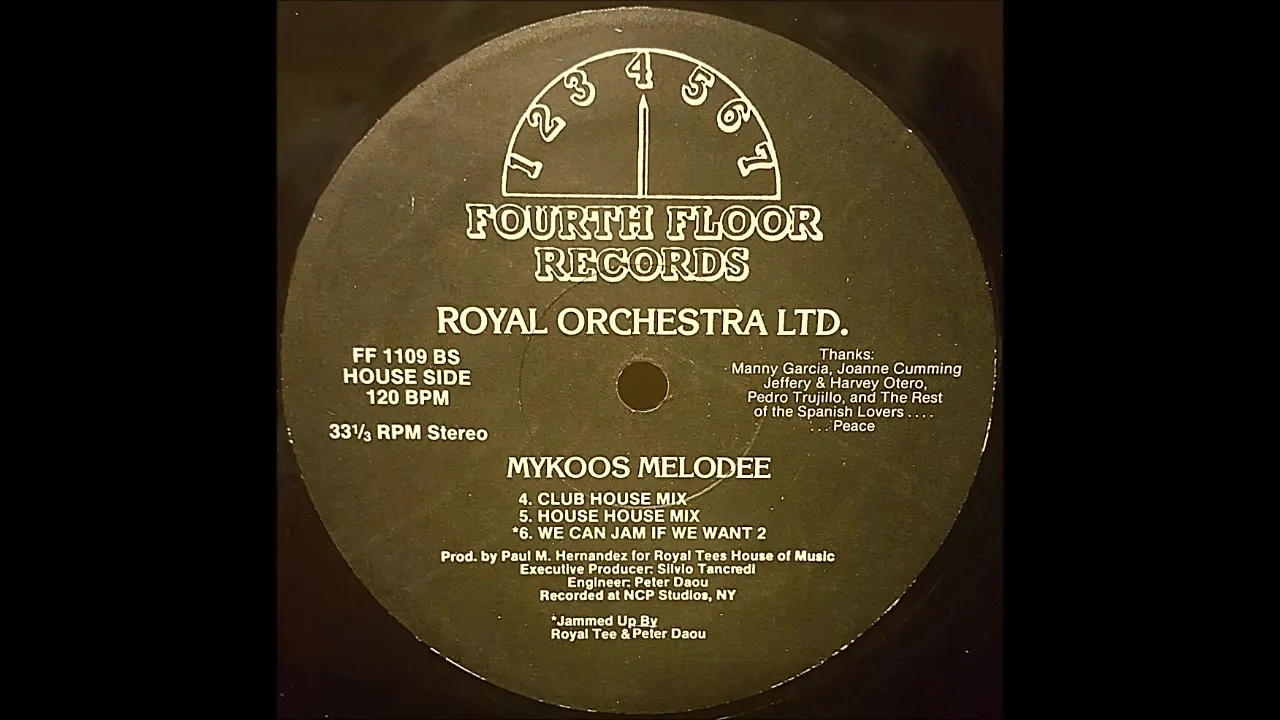 1 2 3 4 5 6 7
FOURTH FLOOR
RECORDS
ROYAL ORCHESTRA LTD.
FF 1109 BS
HOUSE SIDE
120 BPM
33⅓ RPM Stereo
Thanks:
Manny Garcia, Joanne Cumming
Jeffery & Harvey Otero,
Pedro Trujillo, and The Rest
of the Spanish Lovers . . . .
. . . Peace
MYKOOS MELODEE
4. CLUB HOUSE MIX
5. HOUSE HOUSE MIX
*6. WE CAN JAM IF WE WANT 2
Prod. by Paul M. Hernandez for Royal Tees House of Music
Executive Producer: Silvio Tancredi
Engineer: Peter Daou
Recorded at NCP Studios, NY
*Jammed Up By
Royal Tee & Peter Daou